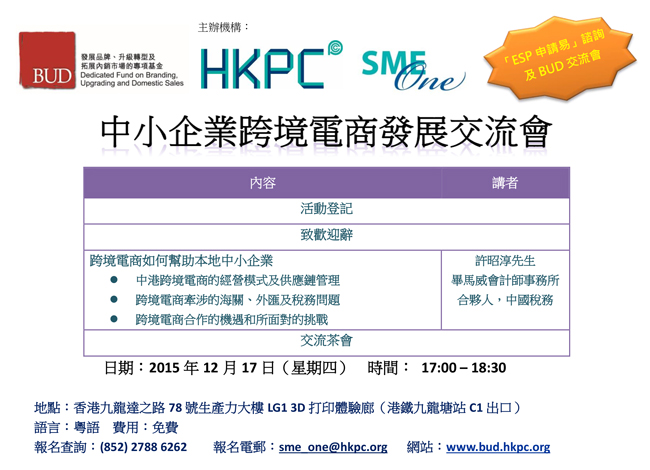 主辦機構：
BUD
發展品牌、升級轉型及
拓展內銷市場的專項基金
Dedicated Fund on Branding,
Upgrading and Domestic Sales
HKPC
SME One
「ESP 申請易」諮詢
及 BUD 交流會
中小企業跨境電商發展交流會
內容 講者
活動登記
致歡迎辭
跨境電商如何幫助本地中小企業
● 中港跨境電商的經營模式及供應鏈管理
● 跨境電商牽涉的海關、外匯及稅務問題
● 跨境電商合作的機遇和所面對的挑戰
許昭淳先生
畢馬威會計師事務所
合夥人，中國稅務
交流茶會
日期：2015 年 12 月 17 日（星期四） 時間： 17:00 – 18:30
地點：香港九龍達之路 78 號生產力大樓 LG1 3D 打印體驗廊（港鐵九龍塘站 C1 出口）
語言：粵語 費用：免費
報名查詢：(852) 2788 6262 報名電郵：sme_one@hkpc.org 網站：www.bud.hkpc.org